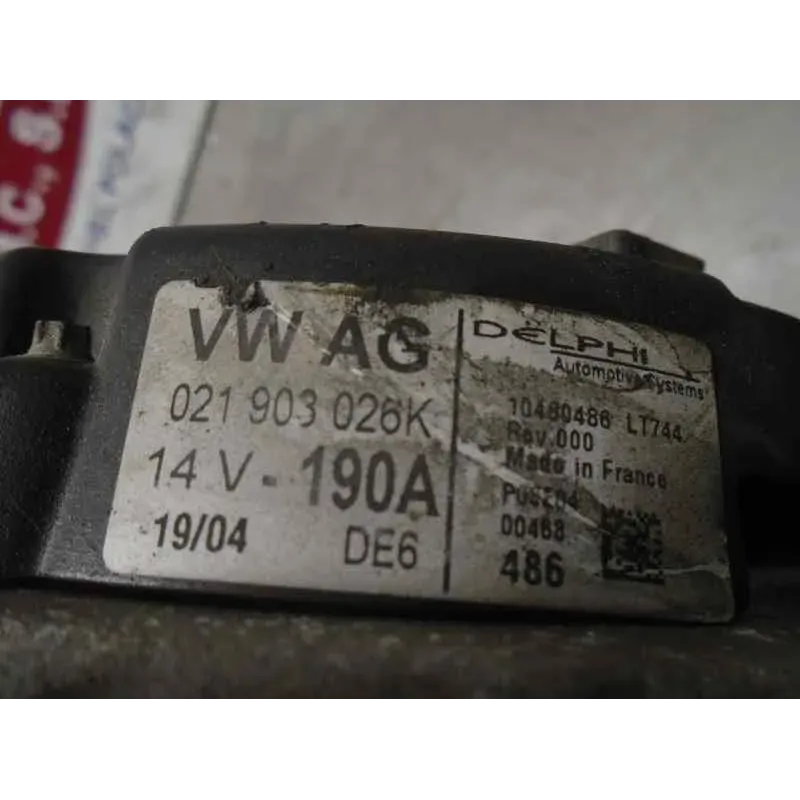 VW AG
021 903 026K
14 V - 190A
19/04 DE6
DELPHI
Automotive Systems
10480486 LT744
Rev.000
Made in France
00468
486